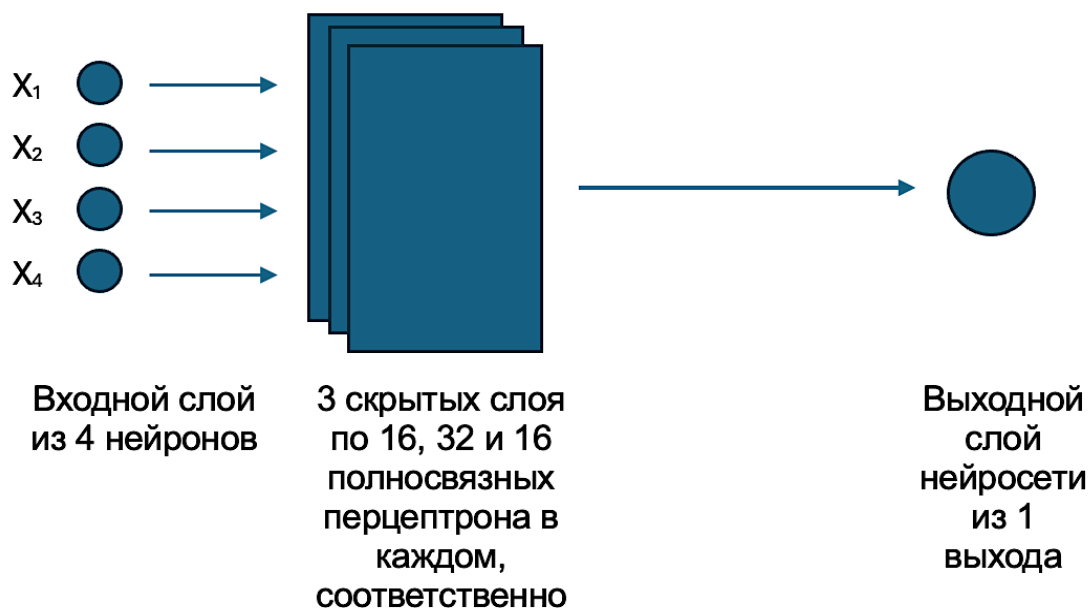 X₁
X₂
X₃
X₄
Входной слой
из 4 нейронов
3 скрытых слоя
по 16, 32 и 16
полносвязных
перцептрона в
каждом,
соответственно
Выходной
слой
нейросети
из 1
выхода